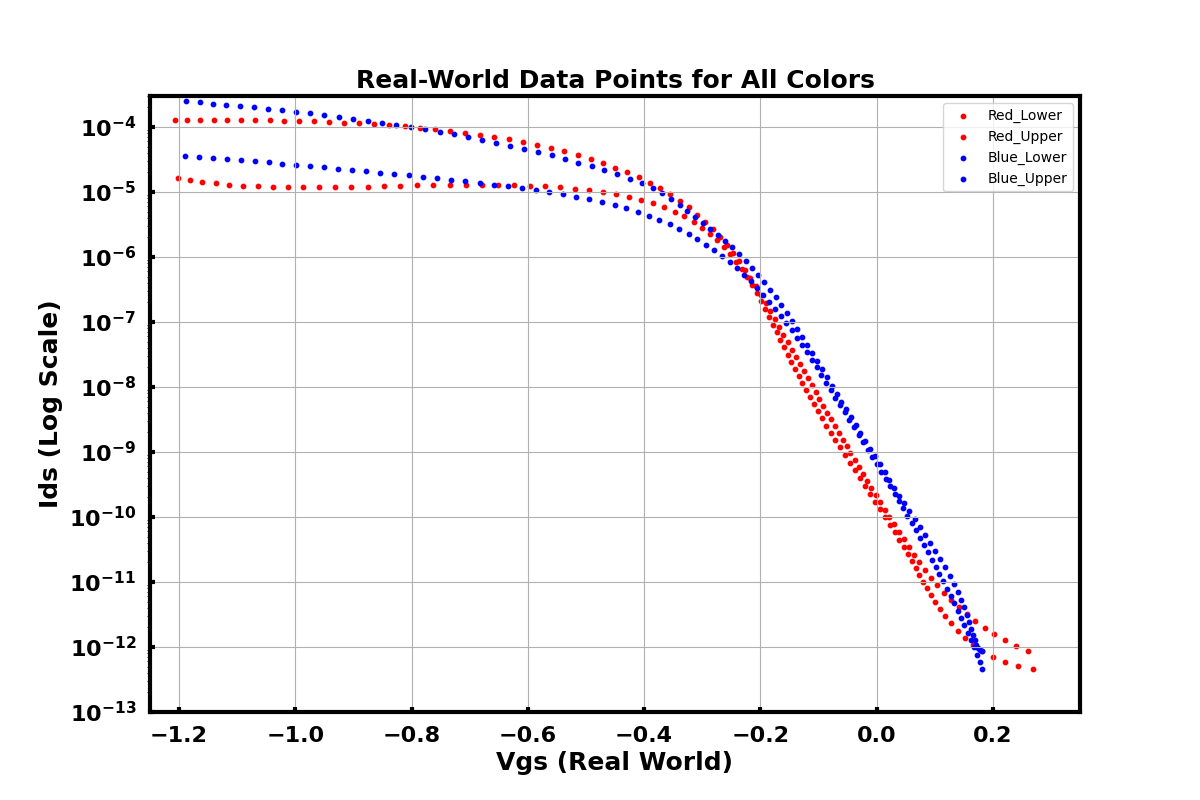 Real-World Data Points for All Colors
Red_Lower
Red_Upper
Blue_Lower
Blue_Upper
Ids (Log Scale)
10⁻⁴
10⁻⁵
10⁻⁶
10⁻⁷
10⁻⁸
10⁻⁹
10⁻¹⁰
10⁻¹¹
10⁻¹²
10⁻¹³
−1.2 −1.0 −0.8 −0.6 −0.4 −0.2 0.0 0.2
Vgs (Real World)